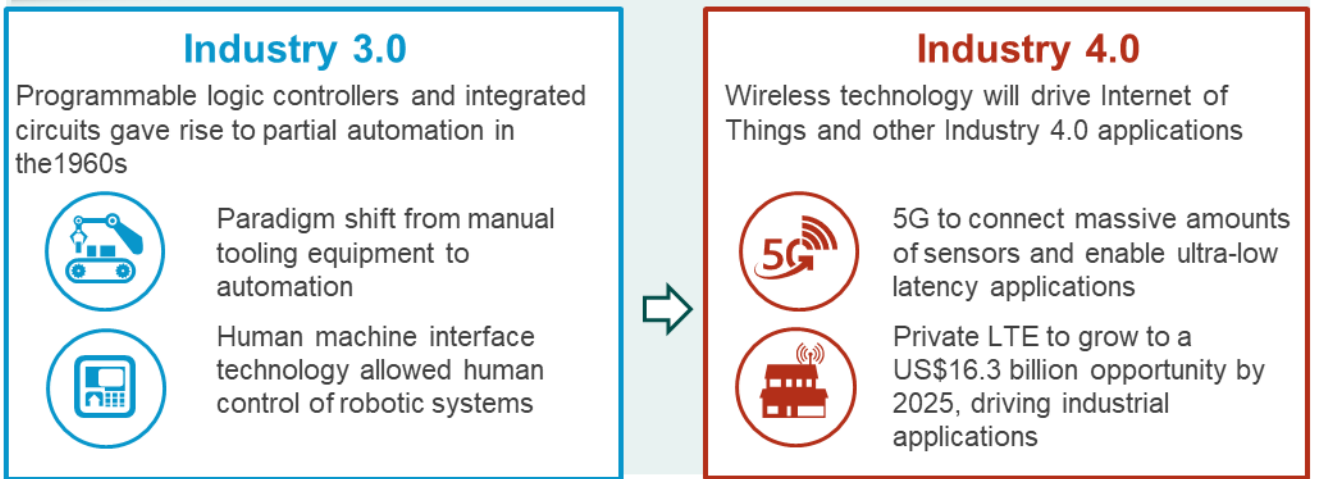 Industry 3.0
Programmable logic controllers and integrated
circuits gave rise to partial automation in
the1960s
Paradigm shift from manual
tooling equipment to
automation
Human machine interface
technology allowed human
control of robotic systems
Industry 4.0
Wireless technology will drive Internet of
Things and other Industry 4.0 applications
5G
5G to connect massive amounts
of sensors and enable ultra-low
latency applications
Private LTE to grow to a
US$16.3 billion opportunity by
2025, driving industrial
applications